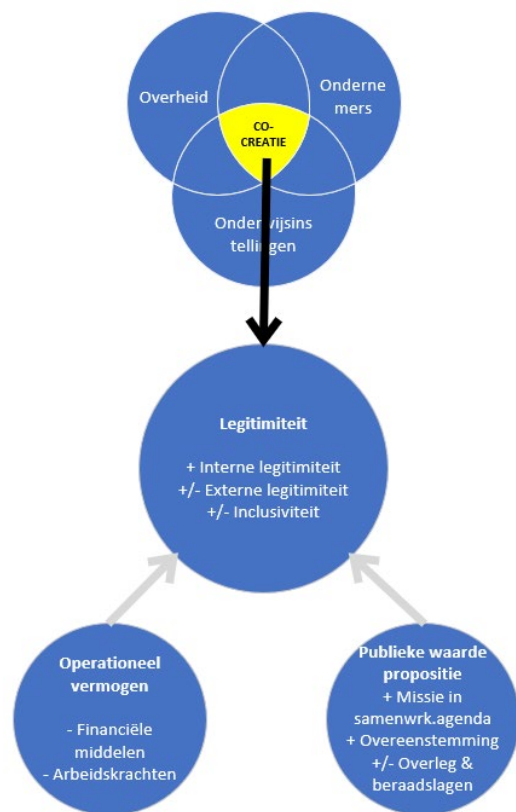 Overheid
Onderne
mers
CO-
CREATIE
Onderwijsins
tellingen
Legitimiteit
+ Interne legitimiteit
+/- Externe legitimiteit
+/- Inclusiviteit
Operationeel
vermogen
- Financiële
middelen
- Arbeidskrachten
Publieke waarde
propositie
+ Missie in
samenwrk.agenda
+ Overeenstemming
+/- Overleg &
beraadslagen